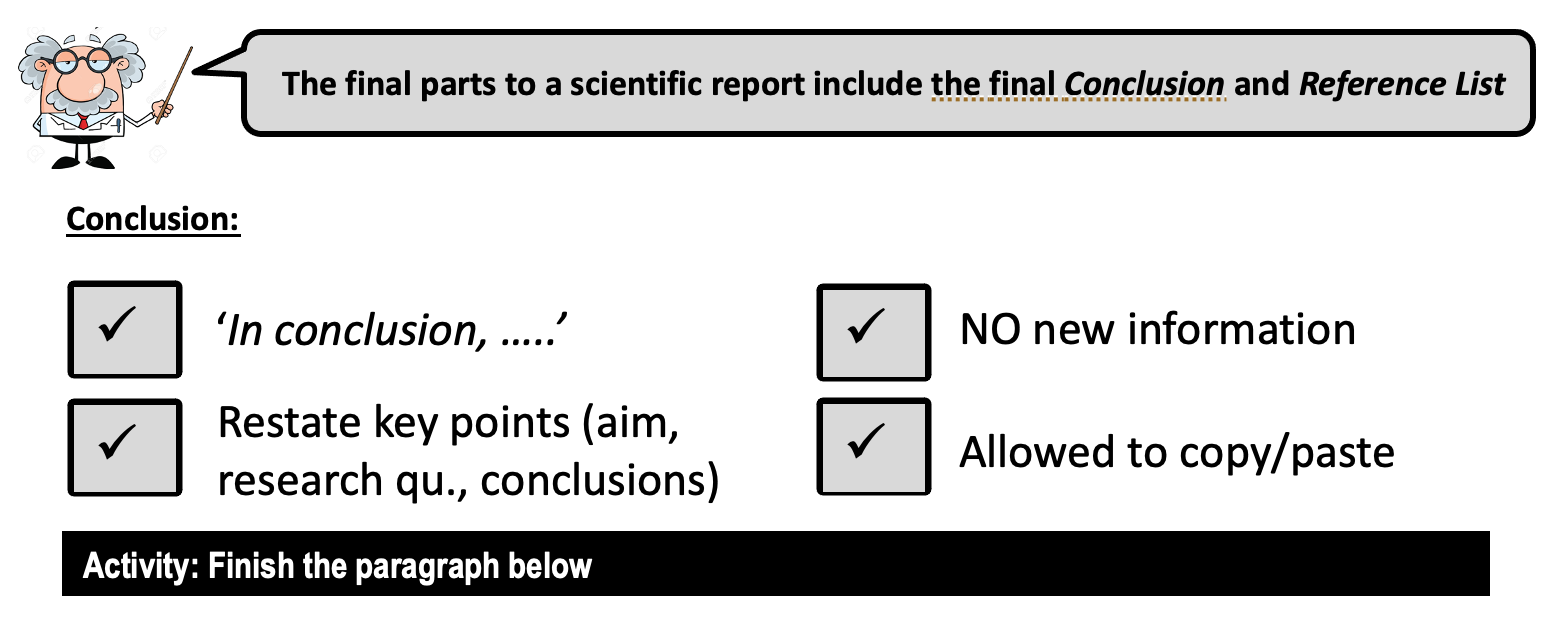 The final parts to a scientific report include the final Conclusion and Reference List
Conclusion:
✓ ‘In conclusion, …..’
✓ Restate key points (aim,
research qu., conclusions)
✓ NO new information
✓ Allowed to copy/paste
Activity: Finish the paragraph below